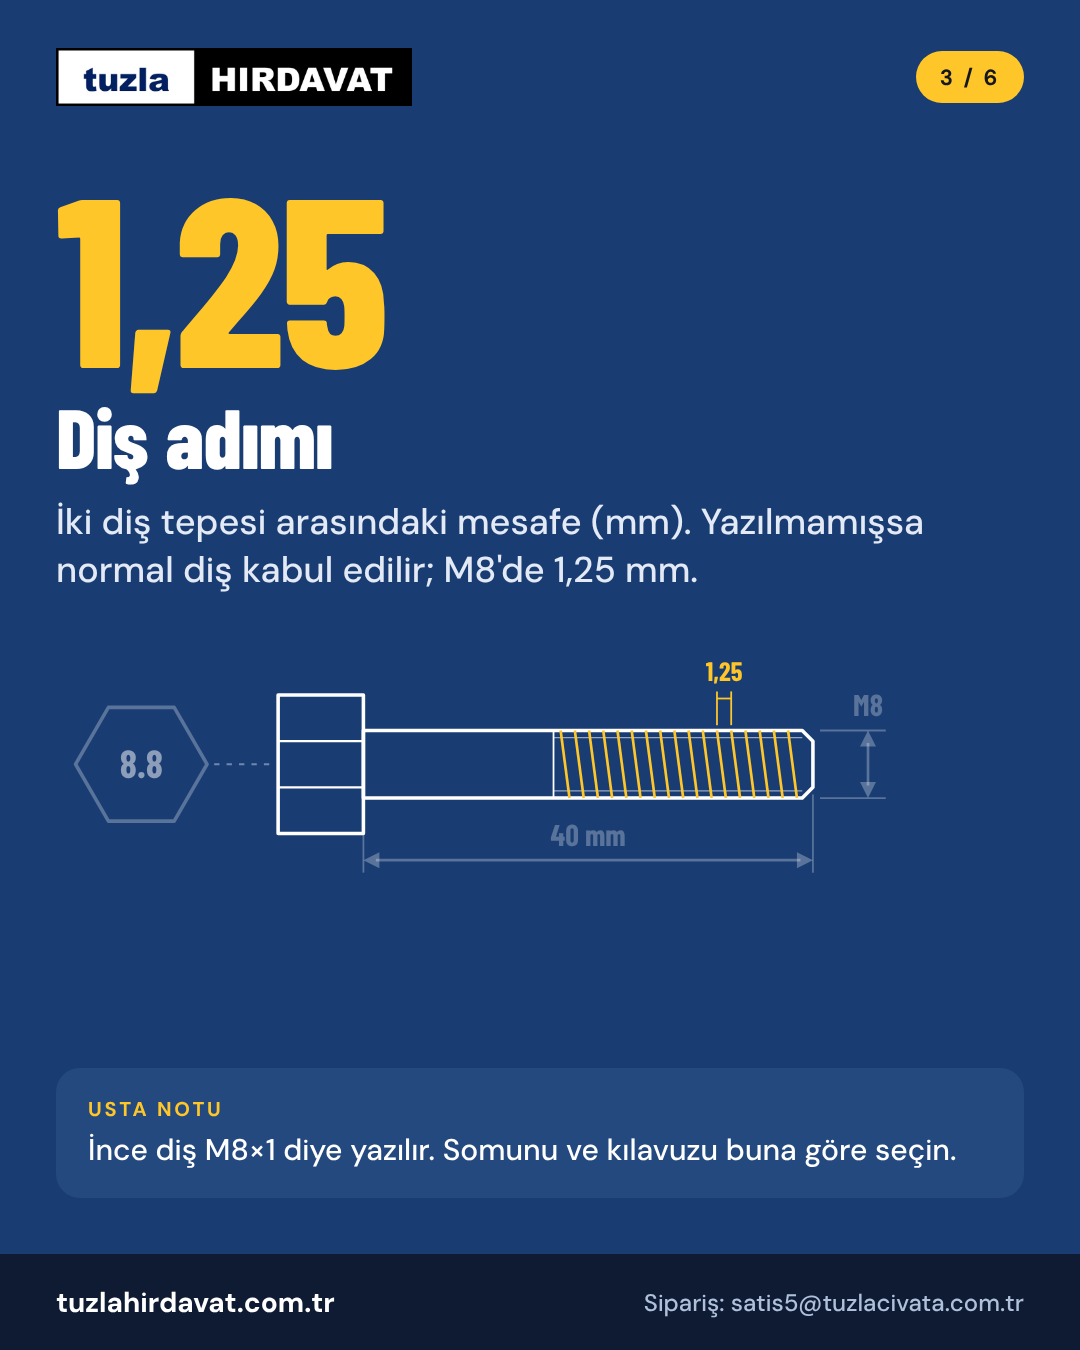 tuzla HIRDAVAT
3 / 6
1,25
Diş adımı
İki diş tepesi arasındaki mesafe (mm). Yazılmamışsa
normal diş kabul edilir; M8'de 1,25 mm.
1,25
M8
8.8
40 mm
USTA NOTU
İnce diş M8×1 diye yazılır. Somunu ve kılavuzu buna göre seçin.
tuzlahirdavat.com.tr
Sipariş: satis5@tuzlacivata.com.tr